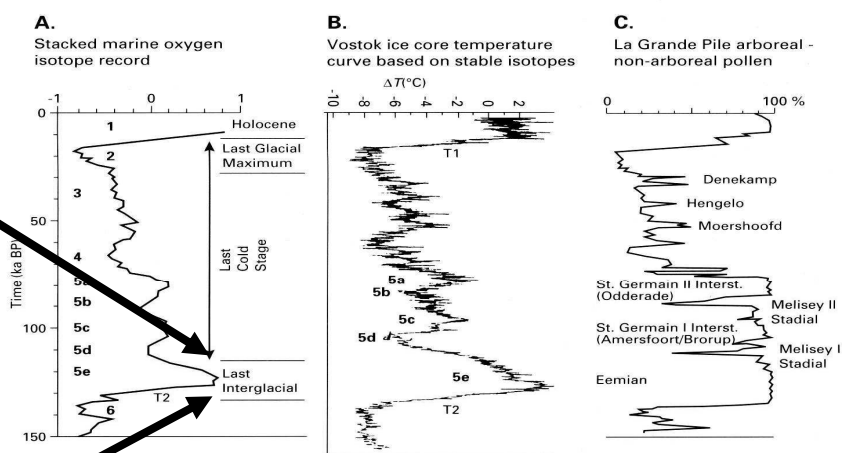 A.
Stacked marine oxygen
isotope record
-1 0 1
Time (ka BP)
0
50
100
150
1
2
3
4
5b
5c
5d
5e
6
T2
Holocene
Last Glacial
Maximum
Last
Cold
Stage
Last
Interglacial
B.
Vostok ice core temperature
curve based on stable isotopes
ΔT(°C)
10 -8 -6 -4 -2 0 2
T1
5a
5b
5c
5d
5e
T2
C.
La Grande Pile arboreal -
non-arboreal pollen
0 100 %
Denekamp
Hengelo
Moershoofd
St. Germain II Interst.
(Odderade)
Melisey II
Stadial
St. Germain I Interst.
(Amersfoort/Brorup)
Melisey I
Stadial
Eemian